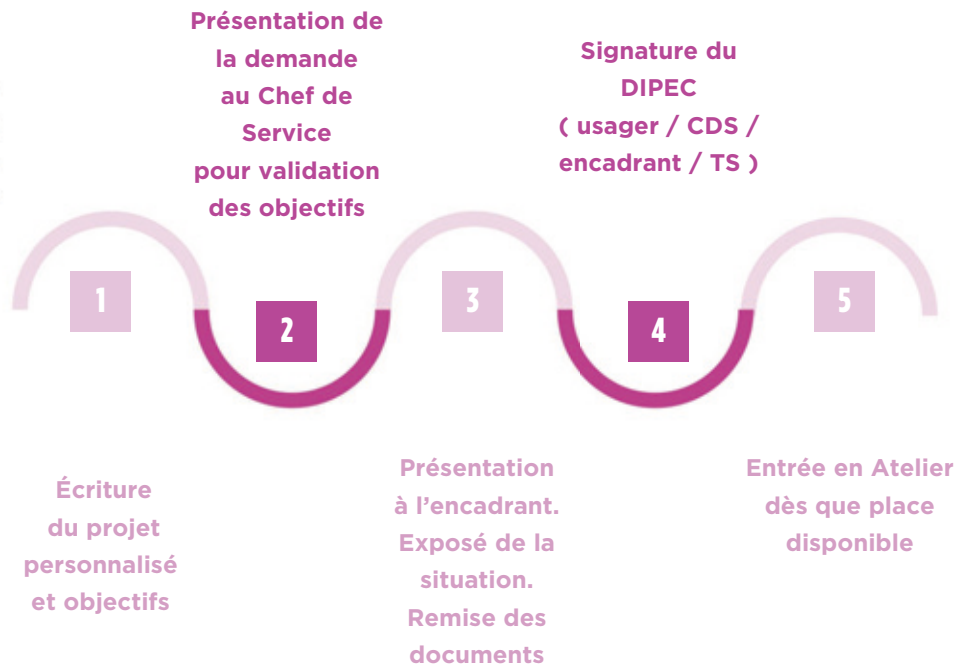 1
Écriture
du projet
personnalisé
et objectifs
2
Présentation de
la demande
au Chef de
Service
pour validation
des objectifs
3
Présentation
à l’encadrant.
Exposé de la
situation.
Remise des
documents
4
Signature du
DIPEC
( usager / CDS /
encadrant / TS )
5
Entrée en Atelier
dès que place
disponible